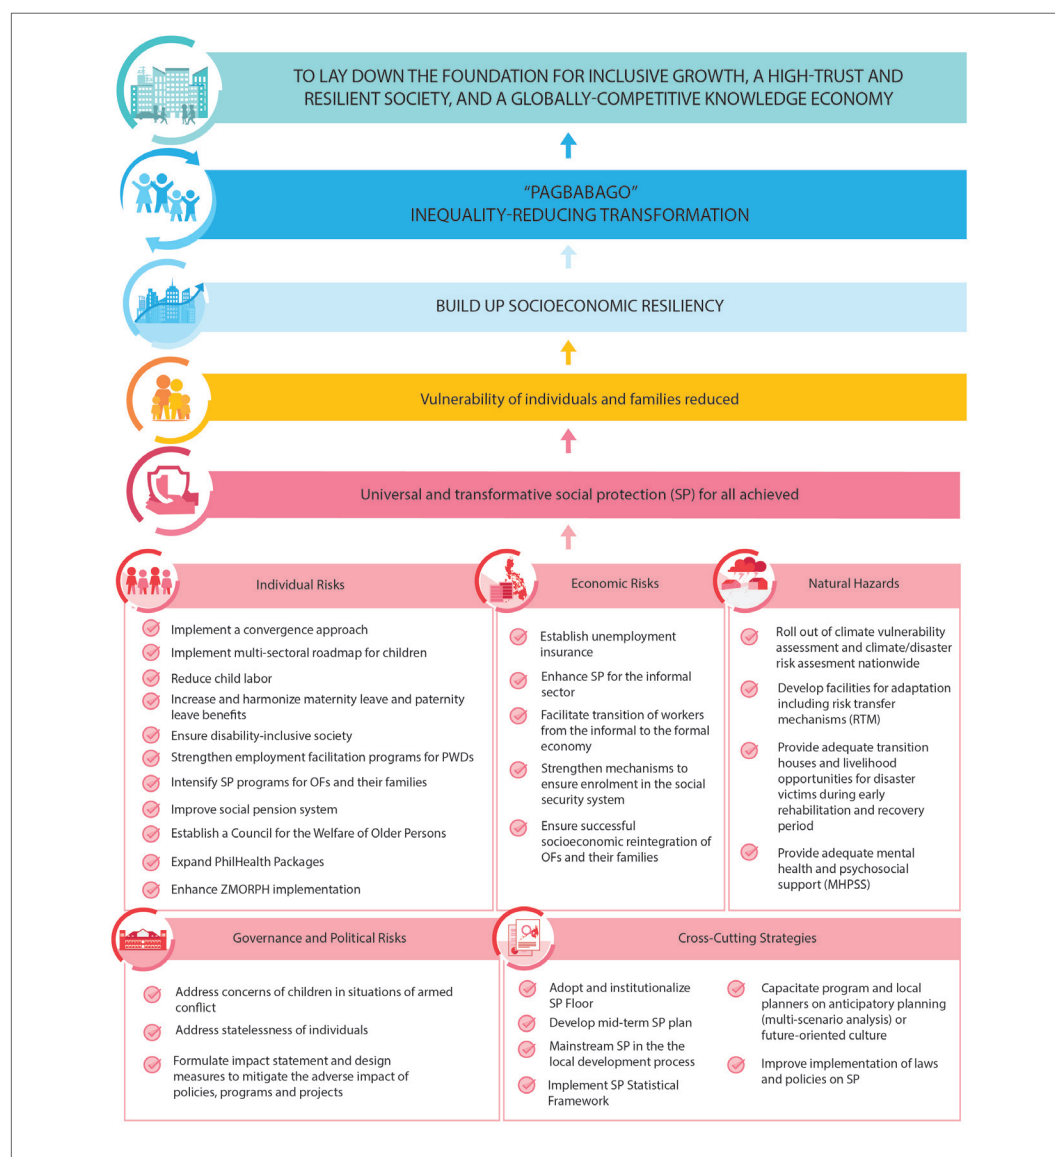 TO LAY DOWN THE FOUNDATION FOR INCLUSIVE GROWTH, A HIGH-TRUST AND
RESILIENT SOCIETY, AND A GLOBALLY-COMPETITIVE KNOWLEDGE ECONOMY
“PAGBABAGO”
INEQUALITY-REDUCING TRANSFORMATION
BUILD UP SOCIOECONOMIC RESILIENCY
Vulnerability of individuals and families reduced
Universal and transformative social protection (SP) for all achieved
Individual Risks
Implement a convergence approach
Implement multi-sectoral roadmap for children
Reduce child labor
Increase and harmonize maternity leave and paternity
leave benefits
Ensure disability-inclusive society
Strengthen employment facilitation programs for PWDs
Intensify SP programs for OFs and their families
Improve social pension system
Establish a Council for the Welfare of Older Persons
Expand PhilHealth Packages
Enhance ZMORPH implementation
Economic Risks
Establish unemployment
insurance
Enhance SP for the informal
sector
Facilitate transition of workers
from the informal to the formal
economy
Strengthen mechanisms to
ensure enrolment in the social
security system
Ensure successful
socioeconomic reintegration of
OFs and their families
Natural Hazards
Roll out of climate vulnerability
assessment and climate/disaster
risk assesment nationwide
Develop facilities for adaptation
including risk transfer
mechanisms (RTM)
Provide adequate transition
houses and livelihood
opportunities for disaster
victims during early
rehabilitation and recovery
period
Provide adequate mental
health and psychosocial
support (MHPSS)
Governance and Political Risks
Address concerns of children in situations of armed
conflict
Address statelessness of individuals
Formulate impact statement and design
measures to mitigate the adverse impact of
policies, programs and projects
Cross-Cutting Strategies
Adopt and institutionalize
SP Floor
Develop mid-term SP plan
Mainstream SP in the the
local development process
Implement SP Statistical
Framework
Capacitate program and local
planners on anticipatory planning
(multi-scenario analysis) or
future-oriented culture
Improve implementation of laws
and policies on SP